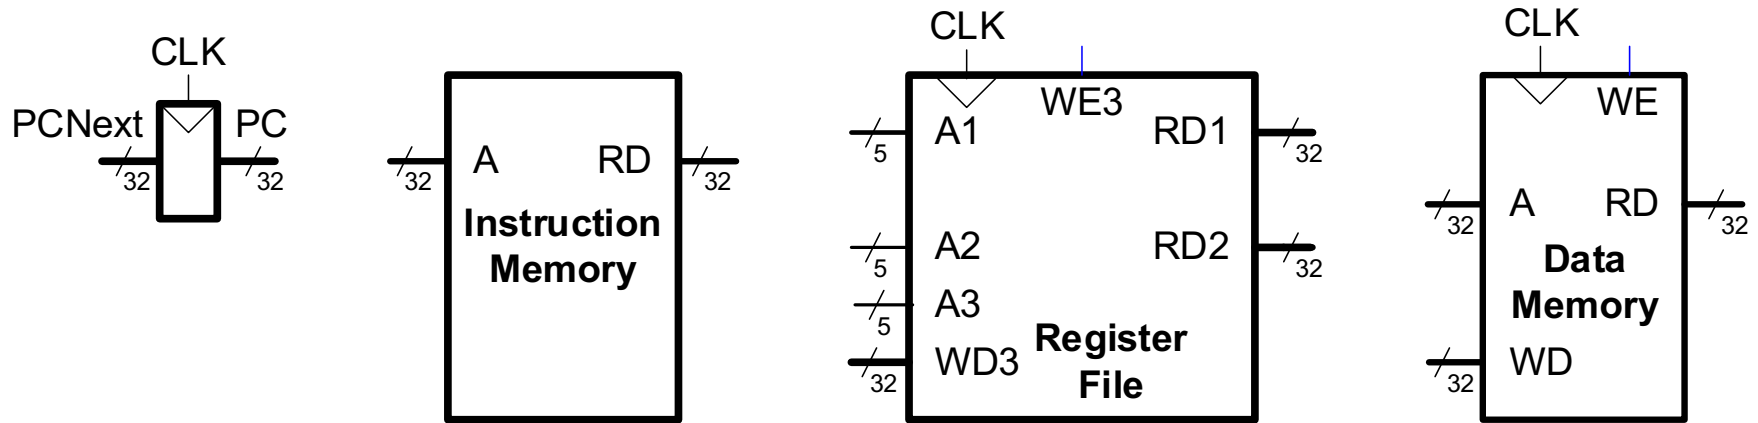 CLK
PCNext PC
32 32
A RD
32 32
Instruction
Memory
CLK
WE3
A1 RD1
5 32
A2 RD2
5 32
A3
5
WD3
32
Register
File
CLK
WE
A RD
32 32
Data
Memory
WD
32